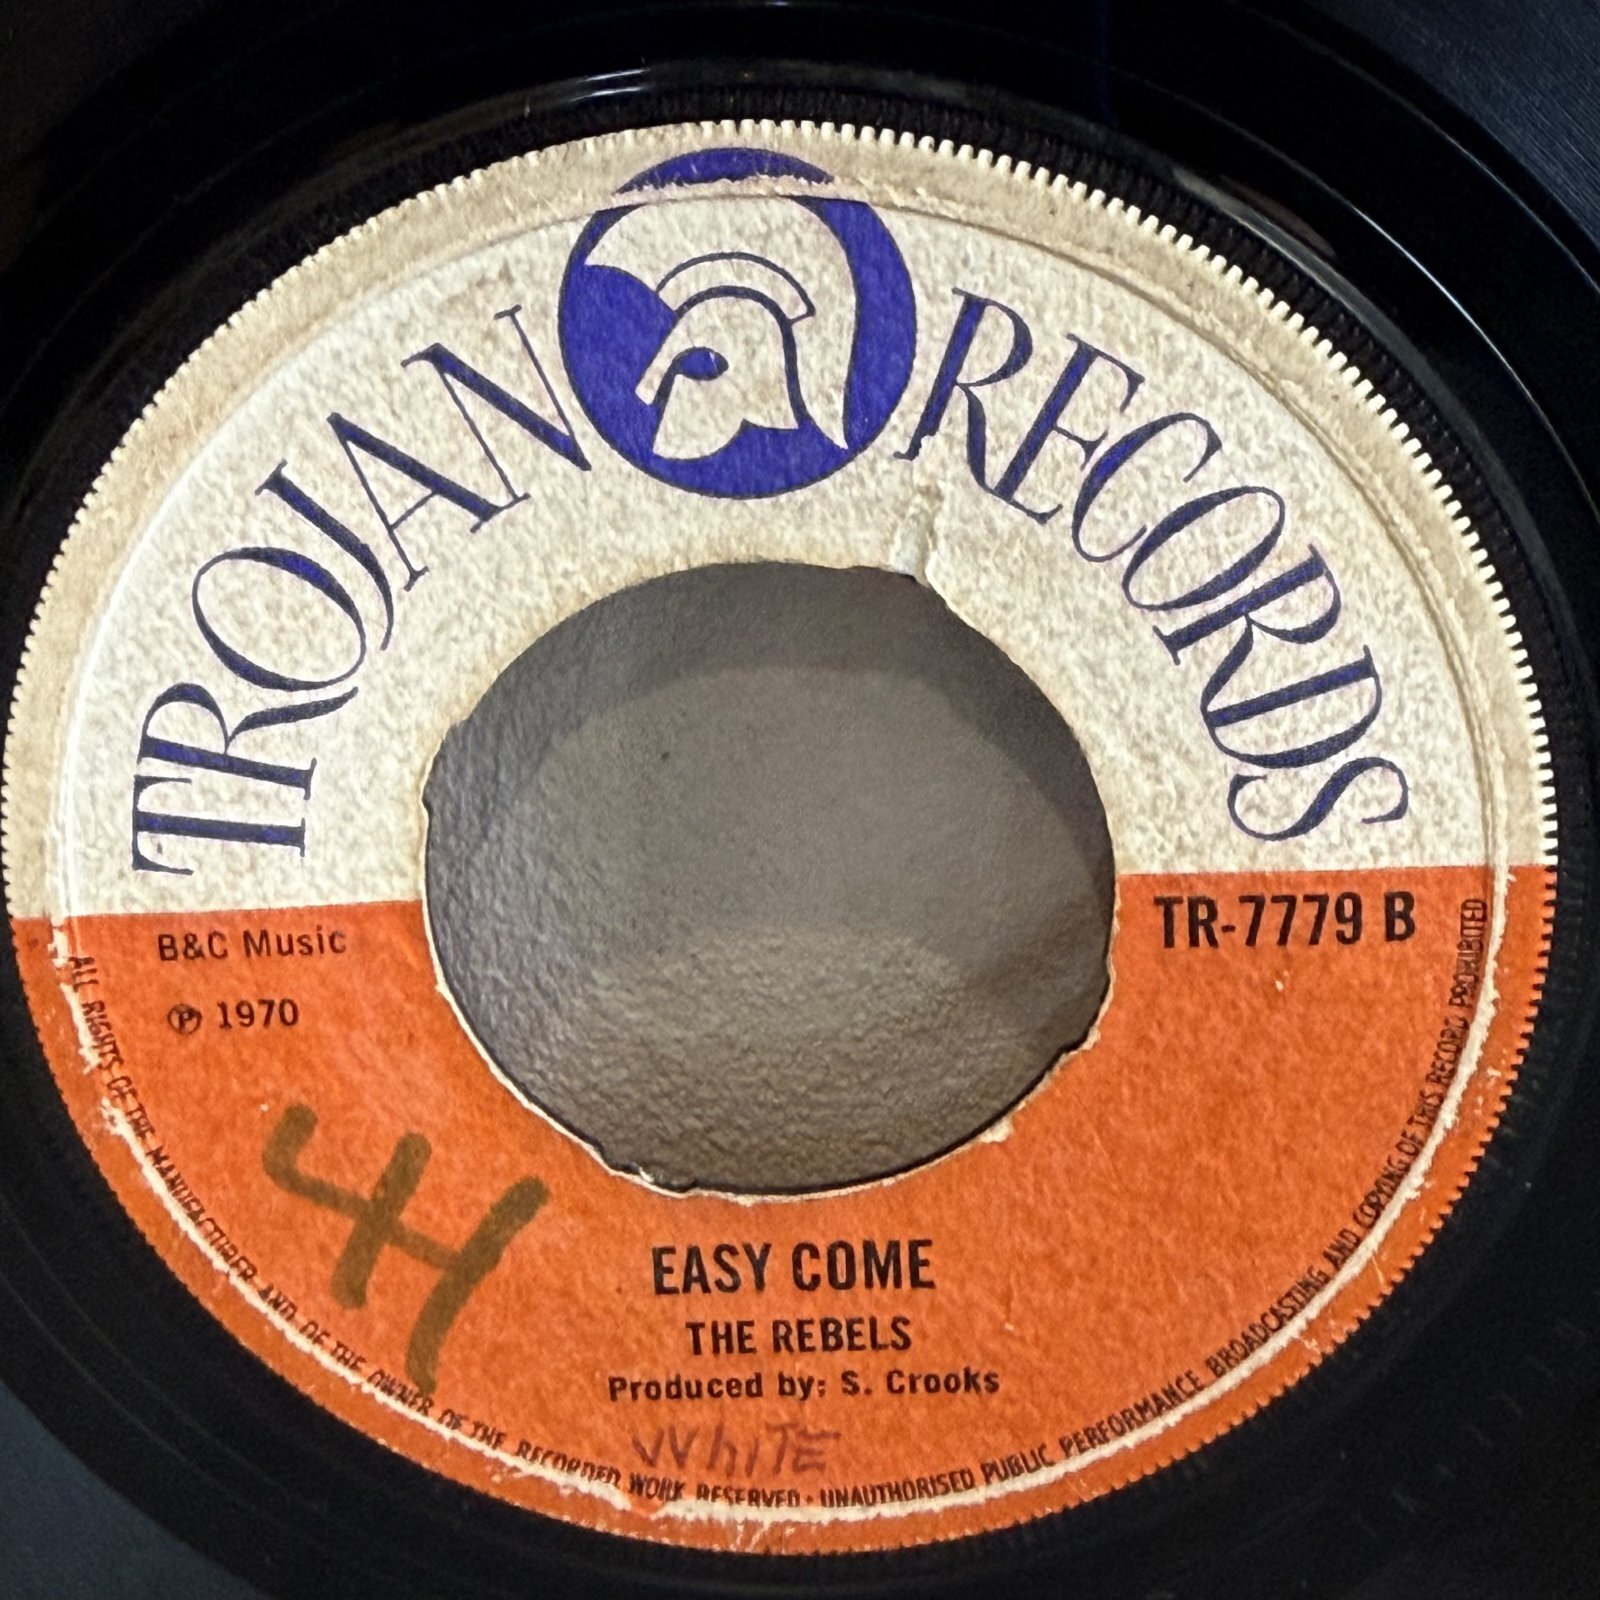 TROJAN RECORDS
B&C Music
TR-7779 B
℗ 1970
4
EASY COME
THE REBELS
Produced by: S. Crooks
WhiTE
ALL RIGHTS OF THE MANUFACTURER AND OF THE OWNER OF THE RECORDED WORK RESERVED · UNAUTHORISED PUBLIC PERFORMANCE BROADCASTING AND COPYING OF THIS RECORD PROHIBITED